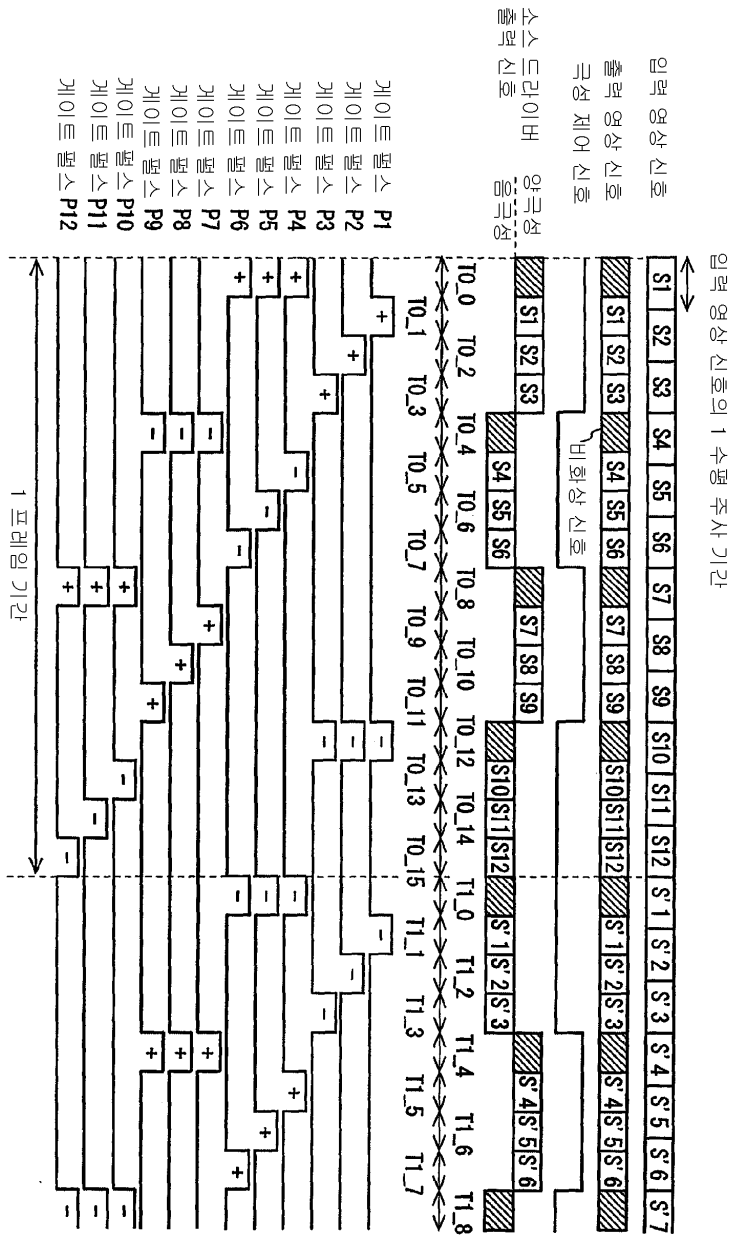 입력 영상 신호의 1 수평 주사 기간
입력 영상 신호 S1 S2 S3 S4 S5 S6 S7 S8 S9 S10 S11 S12 S'1 S'2 S'3 S'4 S'5 S'6 S'7
출력 영상 신호 S1 S2 S3 S4 S5 S6 S7 S8 S9 S10 S11 S12 S'1 S'2 S'3 S'4 S'5 S'6
비화상 신호
극성 제어 신호
소스 드라이버 양극성 S1 S2 S3 S7 S8 S9 S'4 S'5 S'6
출력 신호 음극성 S4 S5 S6 S10 S11 S12 S'1 S'2 S'3
T0_0 T0_2 T0_4 T0_6 T0_8 T0_10 T0_12 T0_14 T1_0 T1_2 T1_4 T1_6 T1_8
T0_1 T0_3 T0_5 T0_7 T0_9 T0_11 T0_13 T0_15 T1_1 T1_3 T1_5 T1_7
게이트 펄스 P1 + - -
게이트 펄스 P2 + - -
게이트 펄스 P3 + - -
게이트 펄스 P4 + - - +
게이트 펄스 P5 + - - +
게이트 펄스 P6 + - - +
게이트 펄스 P7 - + +
게이트 펄스 P8 - + +
게이트 펄스 P9 - + +
게이트 펄스 P10 + - -
게이트 펄스 P11 + - -
게이트 펄스 P12 + - -
1 프레임 기간